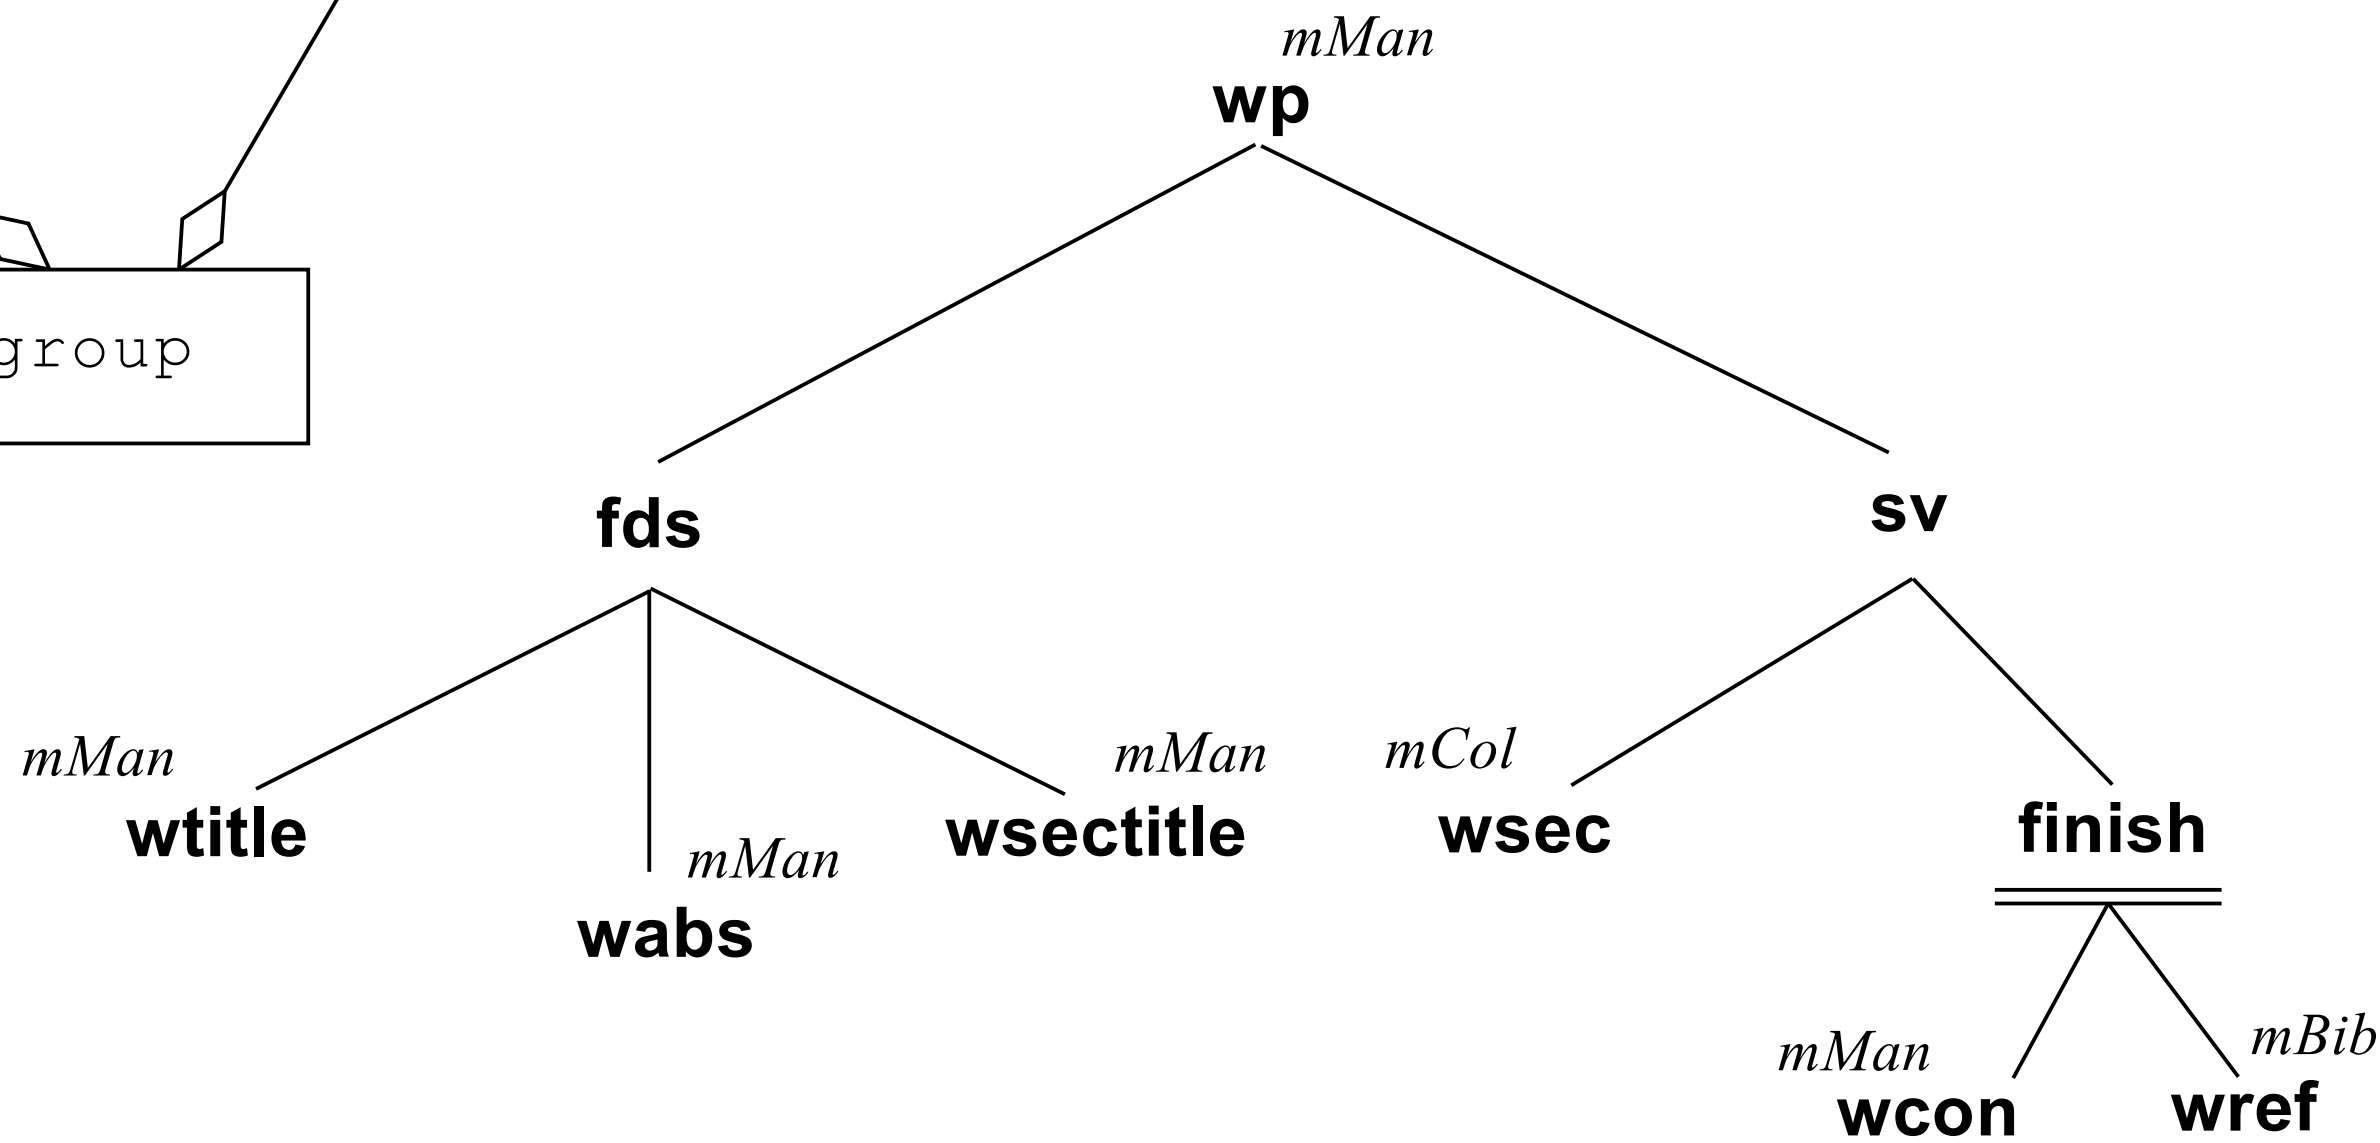 mMan
wp
group
fds
sv
mMan
wtitle
mMan
wabs
mMan
wsectitle
mCol
wsec
finish
mMan
wcon
mBib
wref